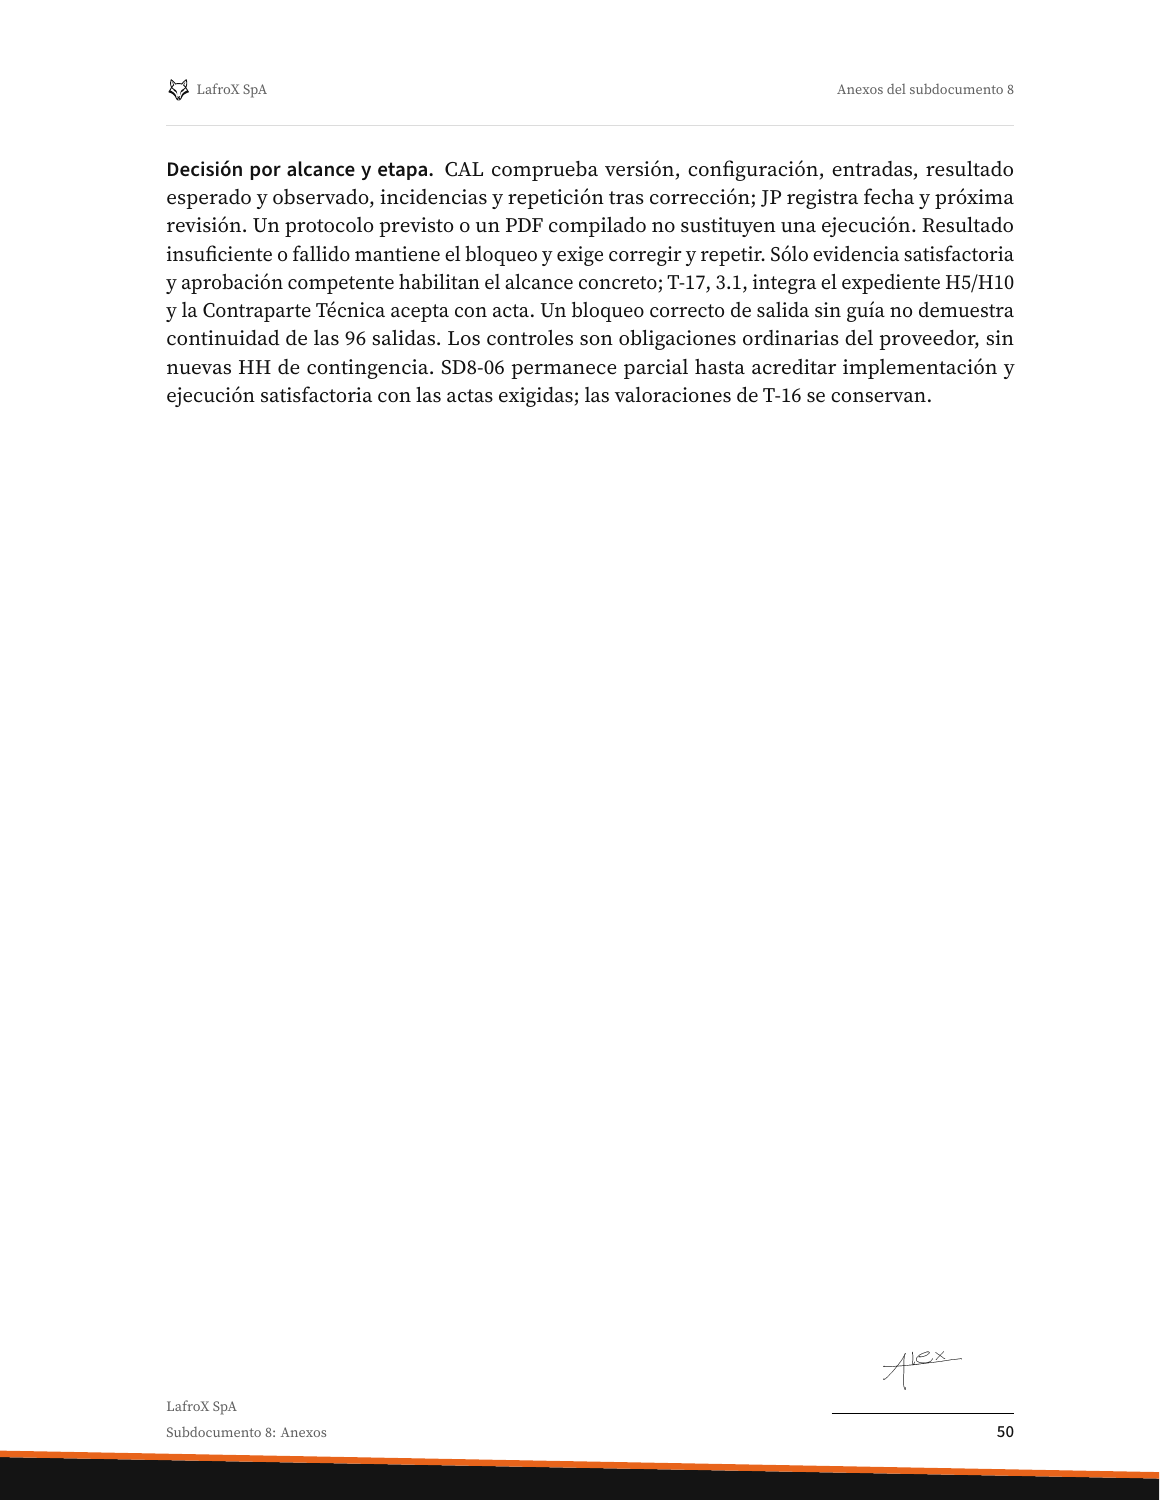 LafroX SpA
Anexos del subdocumento 8
Decisión por alcance y etapa. CAL comprueba versión, configuración, entradas, resultado
esperado y observado, incidencias y repetición tras corrección; JP registra fecha y próxima
revisión. Un protocolo previsto o un PDF compilado no sustituyen una ejecución. Resultado
insuficiente o fallido mantiene el bloqueo y exige corregir y repetir. Sólo evidencia satisfactoria
y aprobación competente habilitan el alcance concreto; T-17, 3.1, integra el expediente H5/H10
y la Contraparte Técnica acepta con acta. Un bloqueo correcto de salida sin guía no demuestra
continuidad de las 96 salidas. Los controles son obligaciones ordinarias del proveedor, sin
nuevas HH de contingencia. SD8-06 permanece parcial hasta acreditar implementación y
ejecución satisfactoria con las actas exigidas; las valoraciones de T-16 se conservan.
Alex
LafroX SpA
Subdocumento 8: Anexos
50